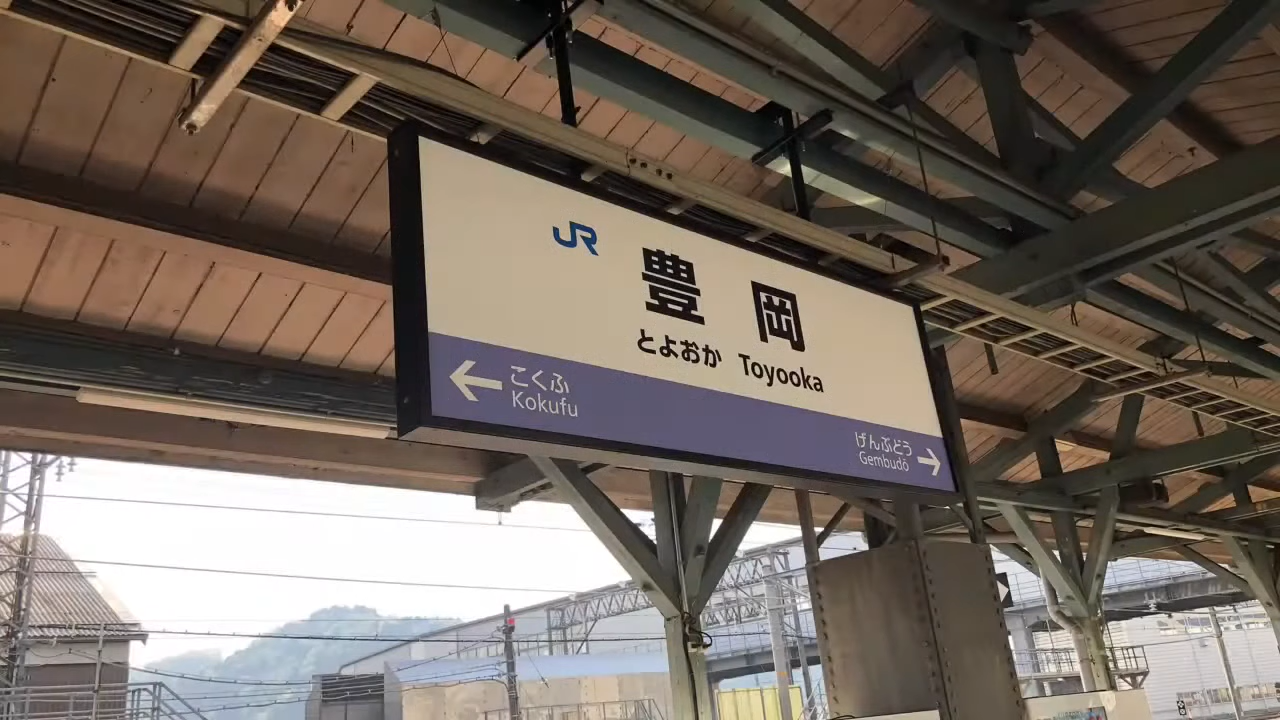 JR
豊岡
とよおか Toyooka
← こくふ
Kokufu
げんぶどう →
Gembudō